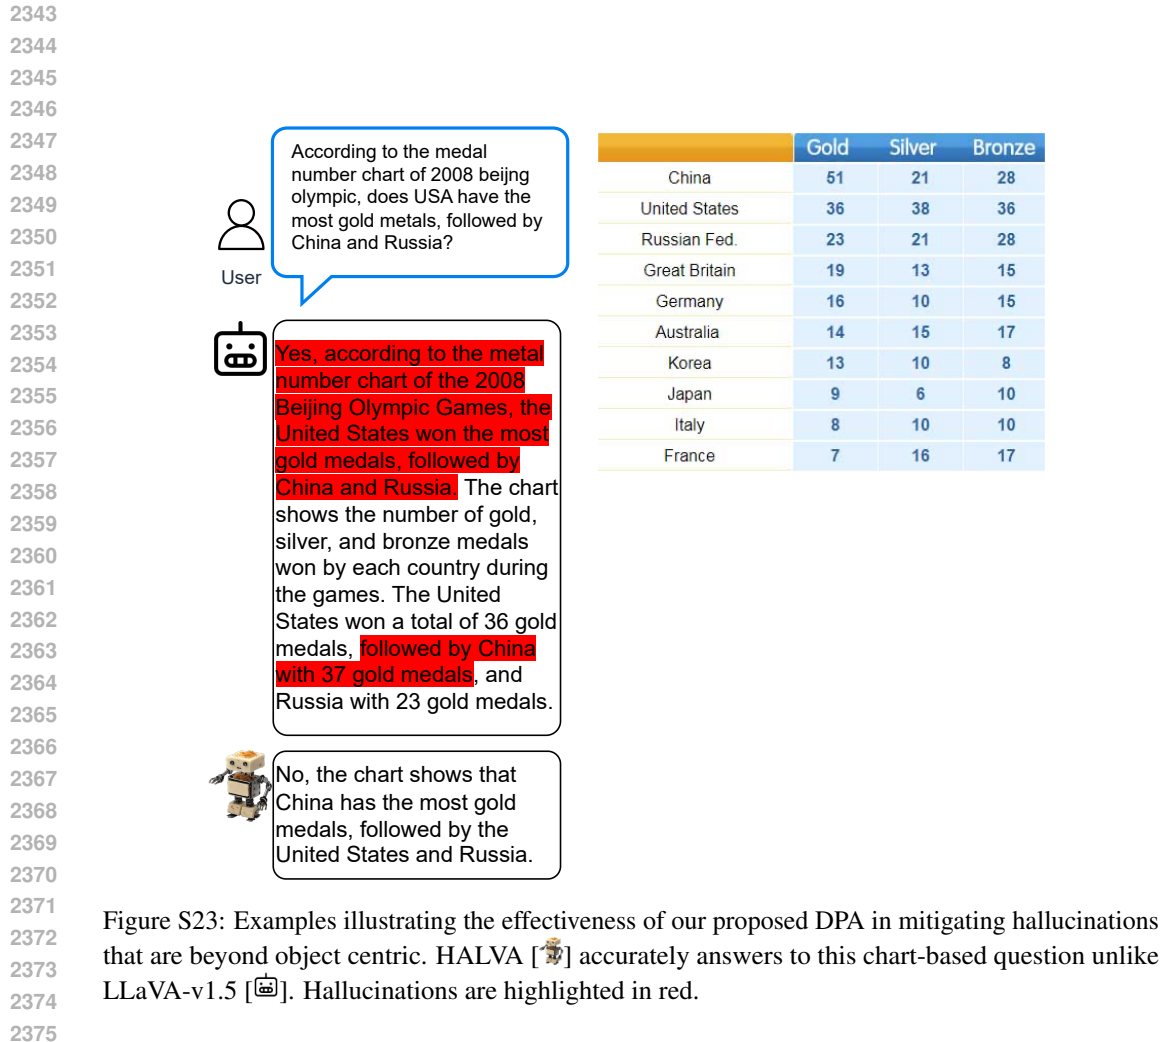 2343
2344
2345
2346
2347
2348
2349
2350
2351
2352
2353
2354
2355
2356
2357
2358
2359
2360
2361
2362
2363
2364
2365
2366
2367
2368
2369
2370
2371
2372
2373
2374
2375
According to the medal
number chart of 2008 beijng
olympic, does USA have the
most gold metals, followed by
China and Russia?
User
Yes, according to the metal
number chart of the 2008
Beijing Olympic Games, the
United States won the most
gold medals, followed by
China and Russia. The chart
shows the number of gold,
silver, and bronze medals
won by each country during
the games. The United
States won a total of 36 gold
medals, followed by China
with 37 gold medals, and
Russia with 23 gold medals.
No, the chart shows that
China has the most gold
medals, followed by the
United States and Russia.
Gold Silver Bronze
China 51 21 28
United States 36 38 36
Russian Fed. 23 21 28
Great Britain 19 13 15
Germany 16 10 15
Australia 14 15 17
Korea 13 10 8
Japan 9 6 10
Italy 8 10 10
France 7 16 17
Figure S23: Examples illustrating the effectiveness of our proposed DPA in mitigating hallucinations
that are beyond object centric. HALVA [ ] accurately answers to this chart-based question unlike
LLaVA-v1.5 [ ]. Hallucinations are highlighted in red.